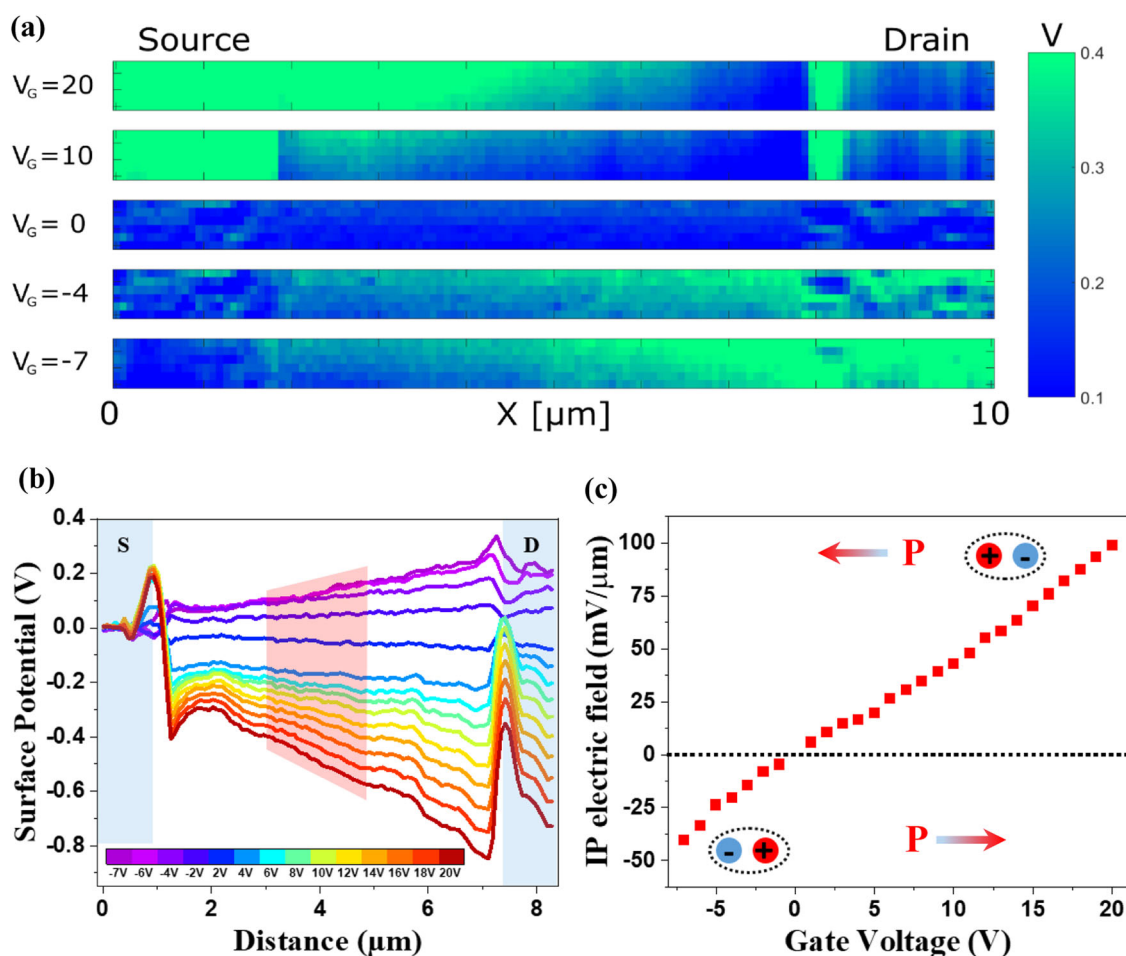 (a)
Source Drain V
V_G=20
V_G=10
V_G= 0
V_G=-4
V_G=-7
0.4
0.3
0.2
0.1
0 X [μm] 10
(b)
S D
0.4
0.2
0.0
-0.2
-0.4
-0.6
-0.8
Surface Potential (V)
-7V -6V -4V -2V 2V 4V 6V 8V 10V 12V 14V 16V 18V 20V
0 2 4 6 8
Distance (μm)
(c)
100
75
50
25
0
-25
-50
IP electric field (mV/μm)
P + -
- + P
-5 0 5 10 15 20
Gate Voltage (V)